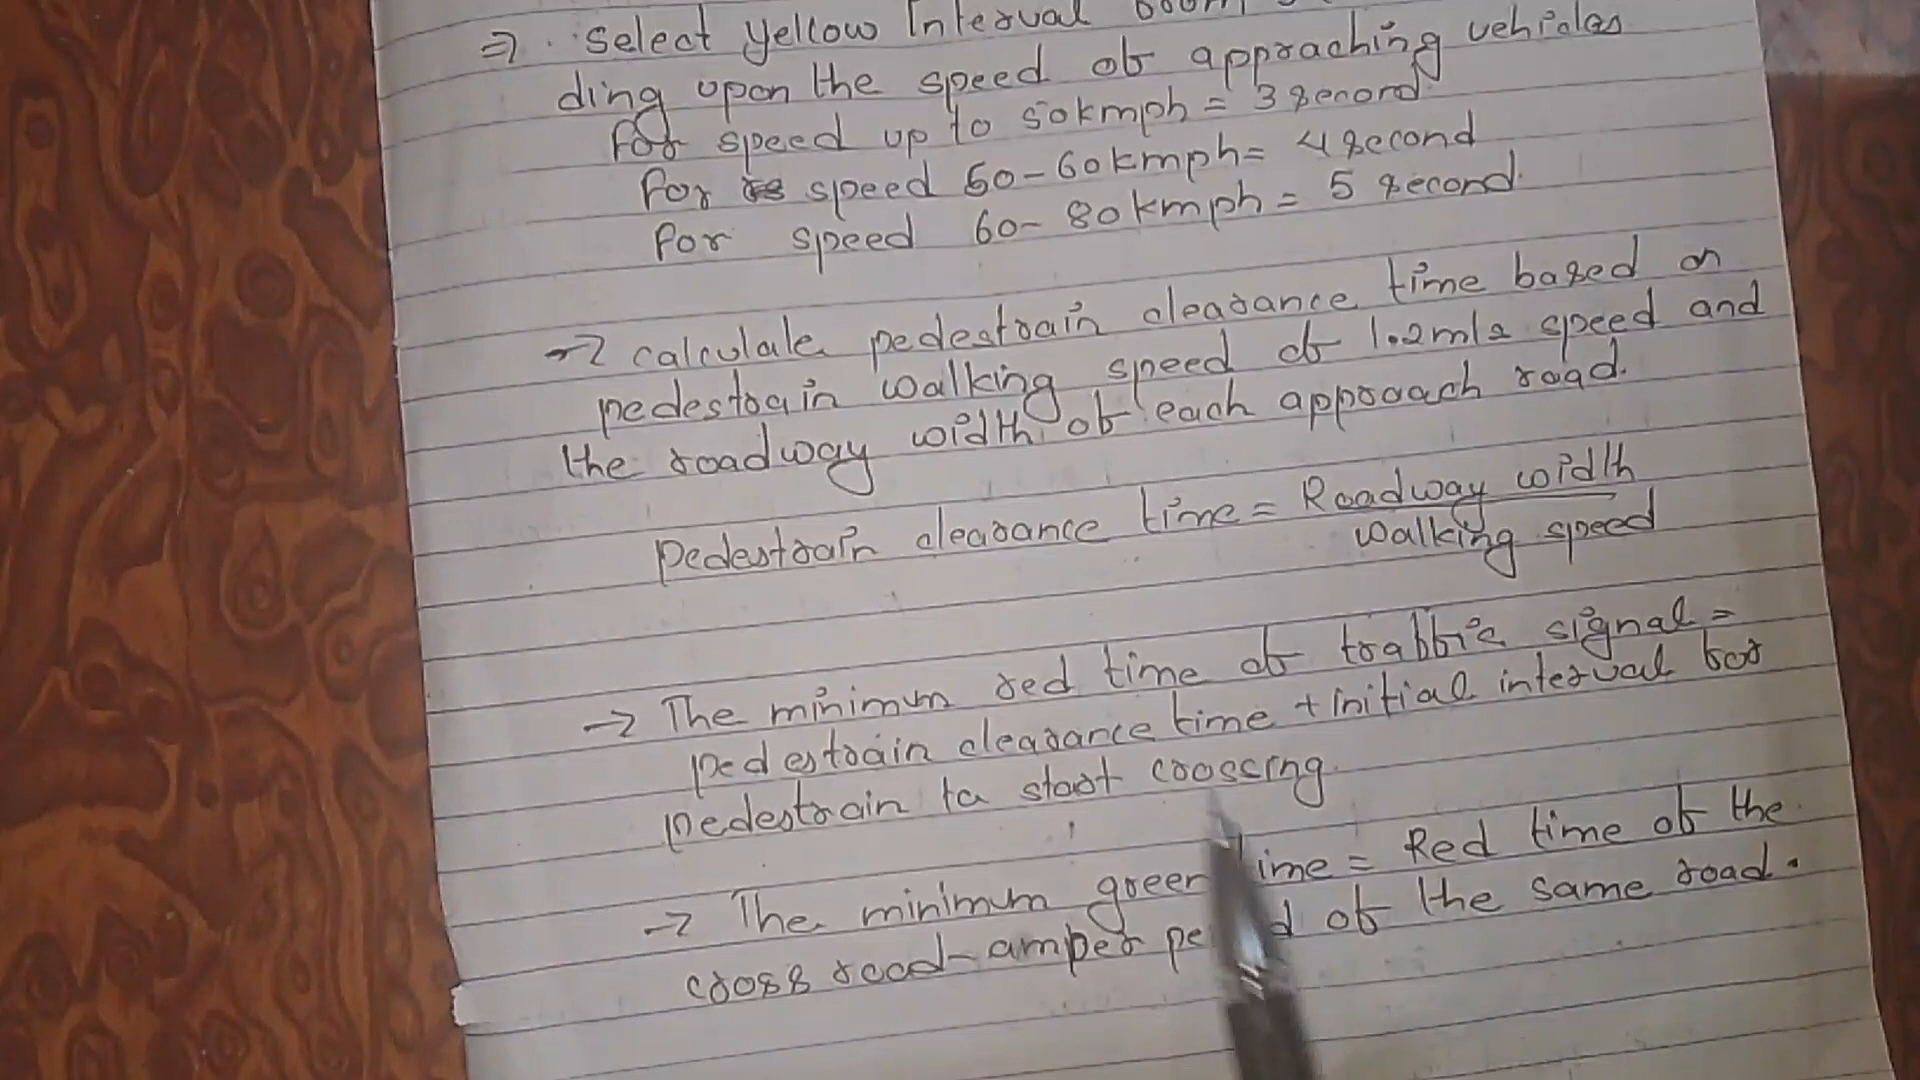 ⇒ . select yellow Interval
ding upon the speed of approaching vehicles
for speed up to 50kmph = 3 second
for speed 50-60kmph = 4 second
for speed 60-80kmph = 5 second.
→ calculate pedestrain clearance time based on
pedestrain walking speed of 1.2m/s speed and
the roadway width of each approach road.
Pedestrain clearance time = Roadway width
walking speed
→ The minimum red time of traffic signal =
pedestrain clearance time + initial interval for
pedestrain to start crossing
→ The minimum green time = Red time of the
cross road - amber of the same road.